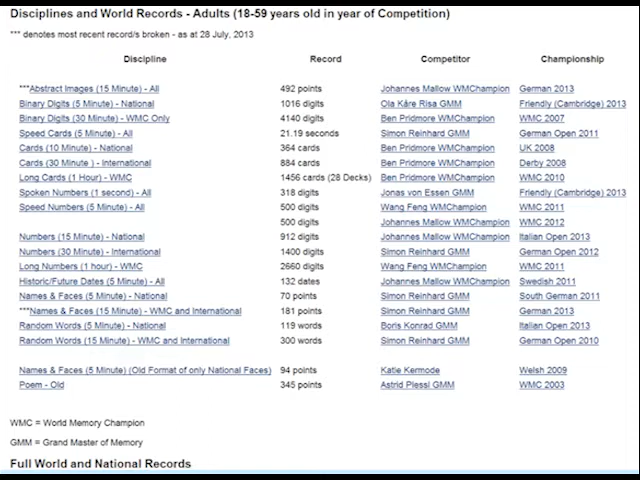 Disciplines and World Records - Adults (18-59 years old in year of Competition)
*** denotes most recent record/s broken - as at 28 July, 2013
Discipline Record Competitor Championship
***Abstract Images (15 Minute) - All 492 points Johannes Mallow WMChampion German 2013
Binary Digits (5 Minute) - National 1016 digits Ola Kåre Risa GMM Friendly (Cambridge) 2013
Binary Digits (30 Minute) - WMC Only 4140 digits Ben Pridmore WMChampion WMC 2007
Speed Cards (5 Minute) - All 21.19 seconds Simon Reinhard GMM German Open 2011
Cards (10 Minute) - National 364 cards Ben Pridmore WMChampion UK 2008
Cards (30 Minute ) - International 884 cards Ben Pridmore WMChampion Derby 2008
Long Cards (1 Hour) - WMC 1456 cards (28 Decks) Ben Pridmore WMChampion WMC 2010
Spoken Numbers (1 second) - All 318 digits Jonas von Essen GMM Friendly (Cambridge) 2013
Speed Numbers (5 Minute) - All 500 digits Wang Feng WMChampion WMC 2011
500 digits Johannes Mallow WMChampion WMC 2012
Numbers (15 Minute) - National 912 digits Johannes Mallow WMChampion Italian Open 2013
Numbers (30 Minute) - International 1400 digits Simon Reinhard GMM German Open 2012
Long Numbers (1 hour) - WMC 2660 digits Wang Feng WMChampion WMC 2011
Historic/Future Dates (5 Minute) - All 132 dates Johannes Mallow WMChampion Swedish 2011
Names & Faces (5 Minute) - National 70 points Simon Reinhard GMM South German 2011
***Names & Faces (15 Minute) - WMC and International 181 points Simon Reinhard GMM German 2013
Random Words (5 Minute) - National 119 words Boris Konrad GMM Italian Open 2013
Random Words (15 Minute) - WMC and International 300 words Simon Reinhard GMM German Open 2010
Names & Faces (5 Minute) (Old Format of only National Faces) 94 points Katie Kermode Welsh 2009
Poem - Old 345 points Astrid Plessl GMM WMC 2003
WMC = World Memory Champion
GMM = Grand Master of Memory
Full World and National Records